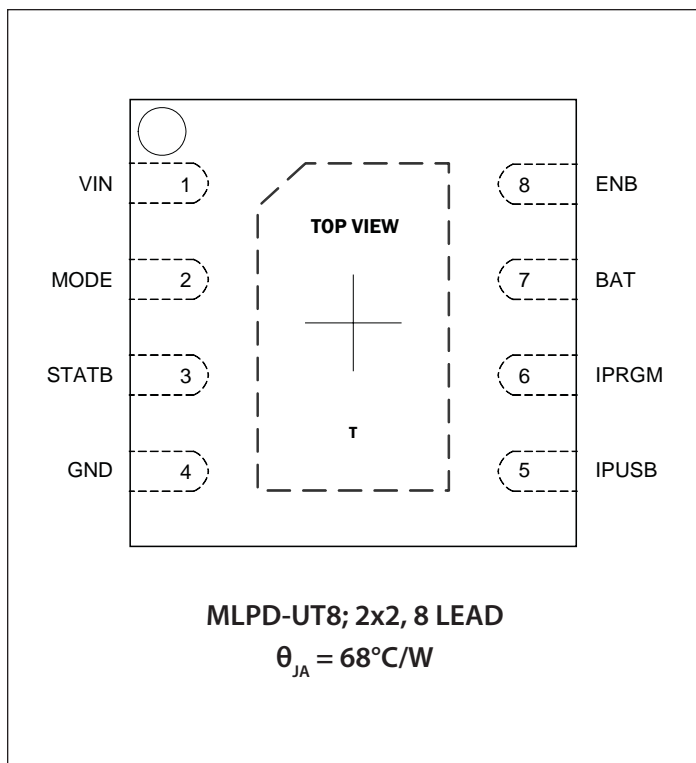 VIN 1
MODE 2
STATB 3
GND 4
TOP VIEW
T
8 ENB
7 BAT
6 IPRGM
5 IPUSB
MLPD-UT8; 2x2, 8 LEAD
θJA = 68°C/W